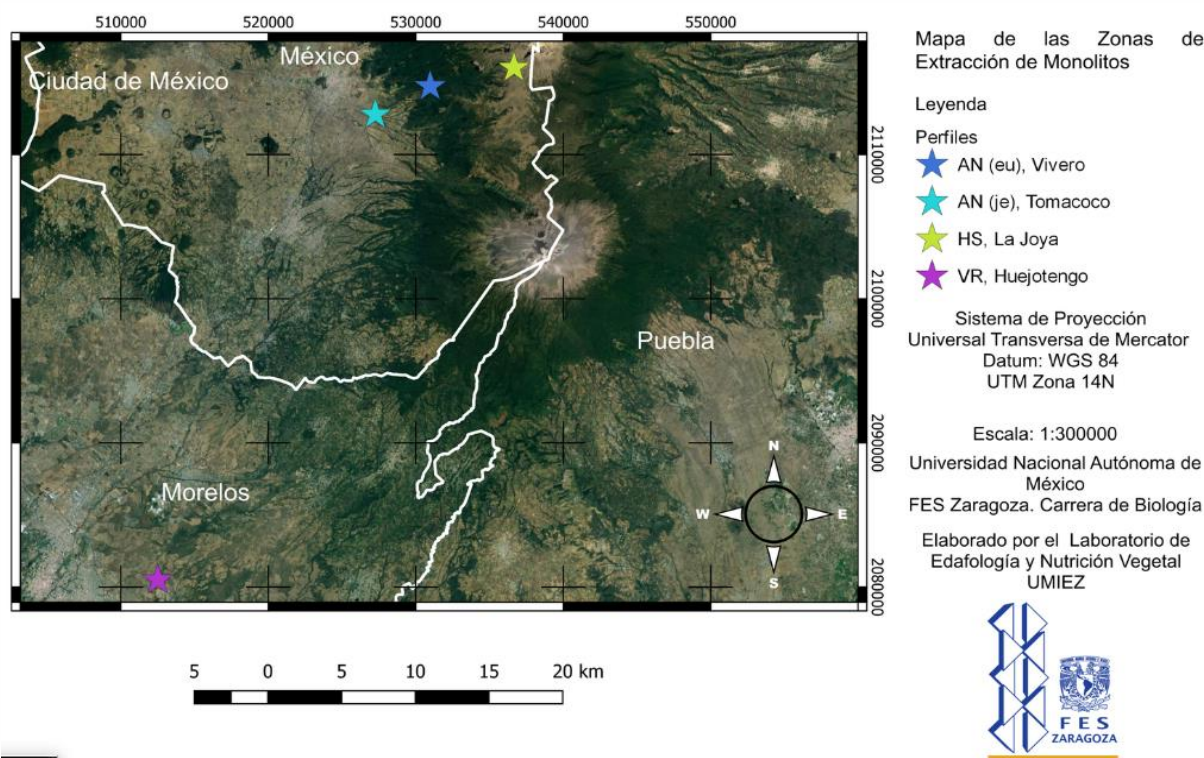 510000
520000
530000
540000
550000
Ciudad de México
México
N
2110000
2100000
Puebla
2090000
Morelos
N
W
E
S
2080000
5 0 5 10 15 20 km
Mapa de las Zonas de
Extracción de Monolitos
Leyenda
Perfiles
AN (eu), Vivero
AN (je), Tomacoco
HS, La Joya
VR, Huejotengo
Sistema de Proyección
Universal Transversa de Mercator
Datum: WGS 84
UTM Zona 14N
Escala: 1:300000
Universidad Nacional Autónoma de
México
FES Zaragoza. Carrera de Biología
Elaborado por el Laboratorio de
Edafología y Nutrición Vegetal
UMIEZ
FES
ZARAGOZA